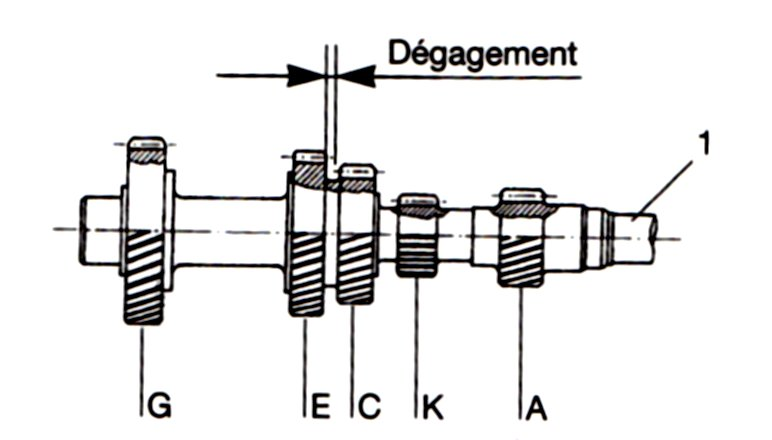 Dégagement
1
G E C K A